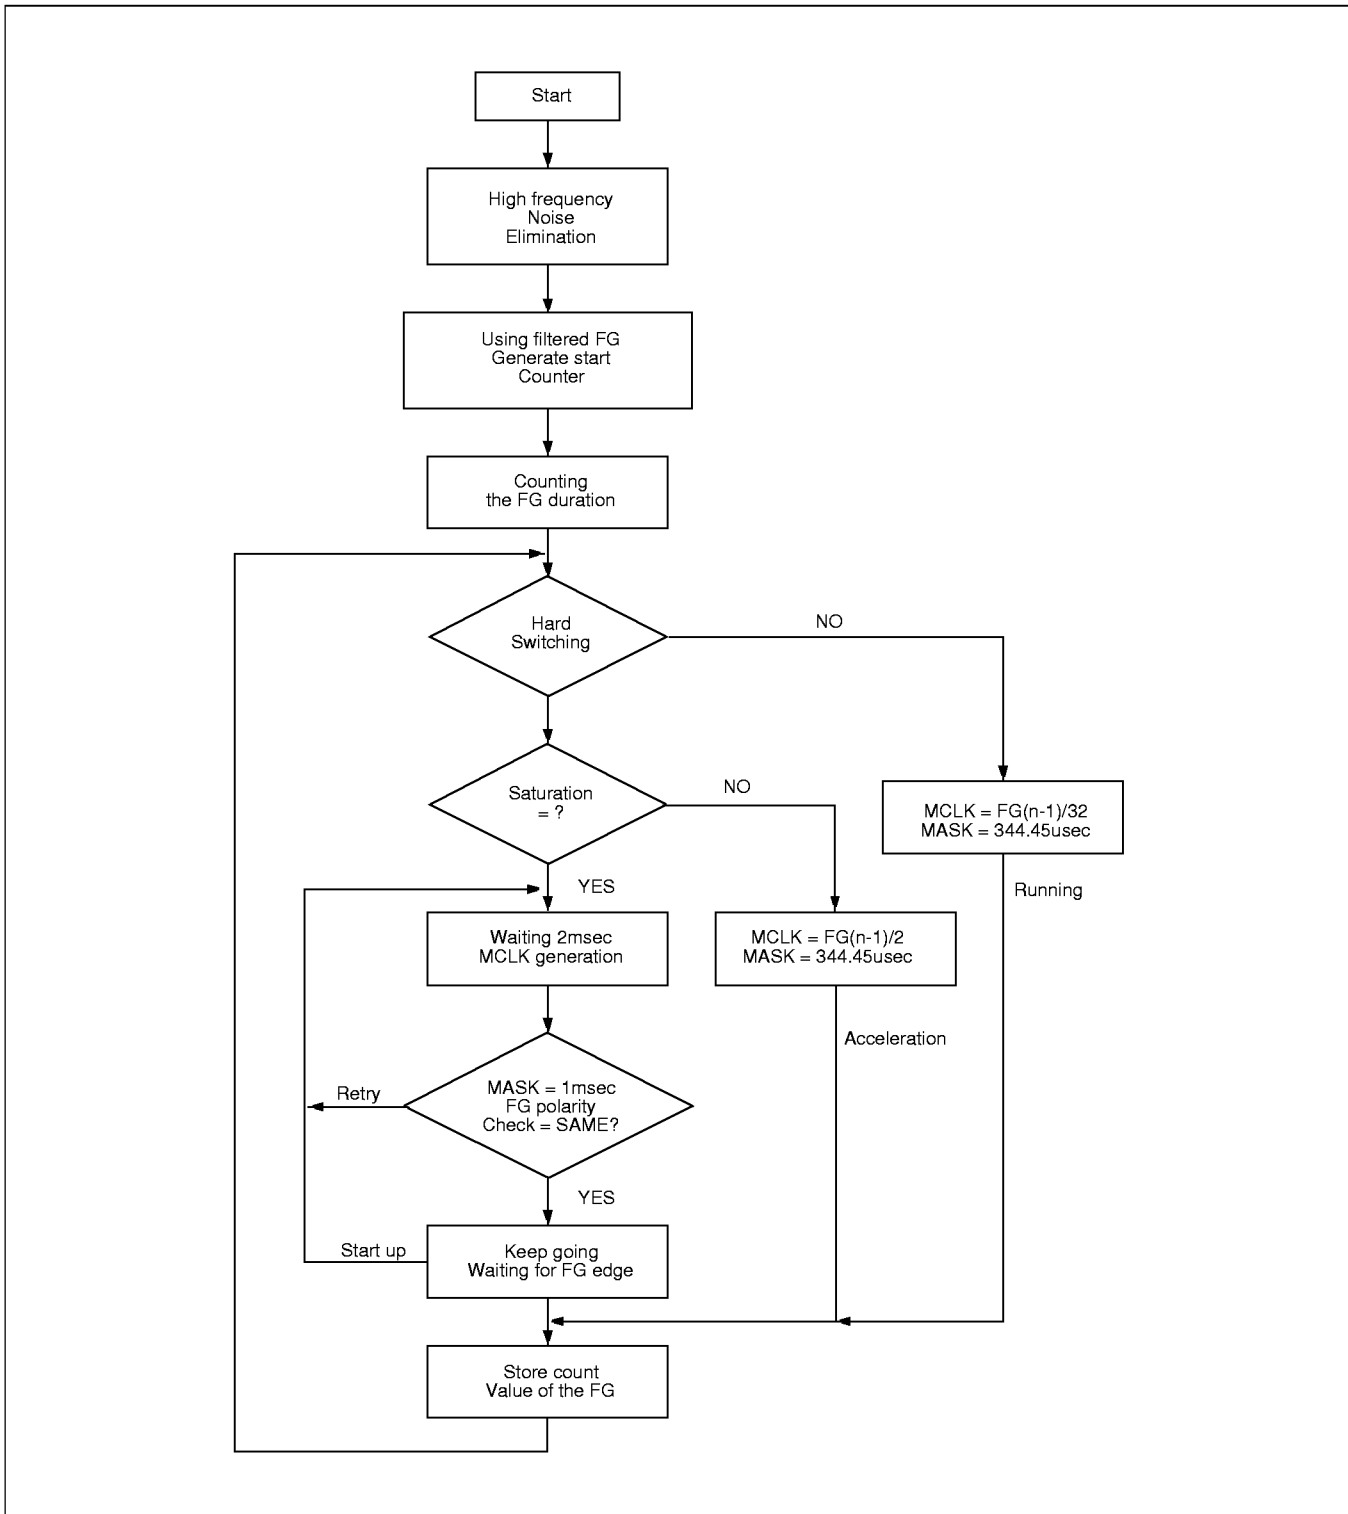 Start
High frequency
Noise
Elimination
Using filtered FG
Generate start
Counter
Counting
the FG duration
Hard
Switching
NO
Saturation
= ?
NO
MCLK = FG(n-1)/32
MASK = 344.45usec
YES
Running
Waiting 2msec
MCLK generation
MCLK = FG(n-1)/2
MASK = 344.45usec
Acceleration
MASK = 1msec
FG polarity
Check = SAME?
Retry
YES
Start up
Keep going
Waiting for FG edge
Store count
Value of the FG